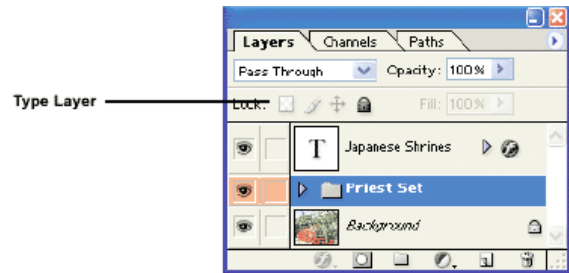 Layers Channels Paths
Pass Through Opacity: 100%
Type Layer
Lock: Fill: 100%
T Japanese Shrines
Priest Set
Background